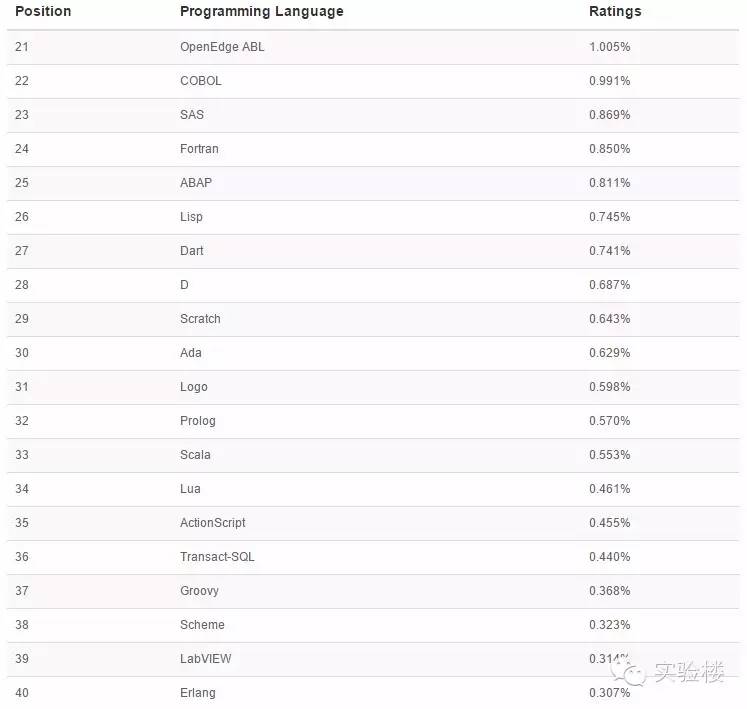 Position Programming Language Ratings
21 OpenEdge ABL 1.005%
22 COBOL 0.991%
23 SAS 0.869%
24 Fortran 0.850%
25 ABAP 0.811%
26 Lisp 0.745%
27 Dart 0.741%
28 D 0.687%
29 Scratch 0.643%
30 Ada 0.629%
31 Logo 0.598%
32 Prolog 0.570%
33 Scala 0.553%
34 Lua 0.461%
35 ActionScript 0.455%
36 Transact-SQL 0.440%
37 Groovy 0.368%
38 Scheme 0.323%
39 LabVIEW 0.314%
实验楼
40 Erlang 0.307%